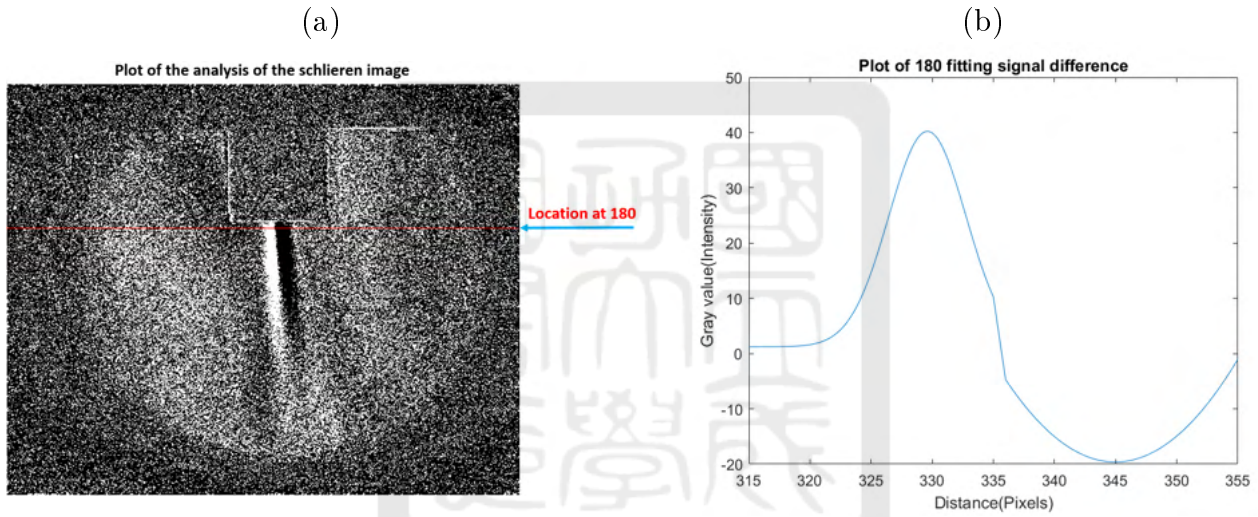 (a)
(b)
Plot of the analysis of the schlieren image
Location at 180
Plot of 180 fitting signal difference
Gray value(Intensity)
50
40
30
20
10
0
-10
-20
315 320 325 330 335 340 345 350 355
Distance(Pixels)